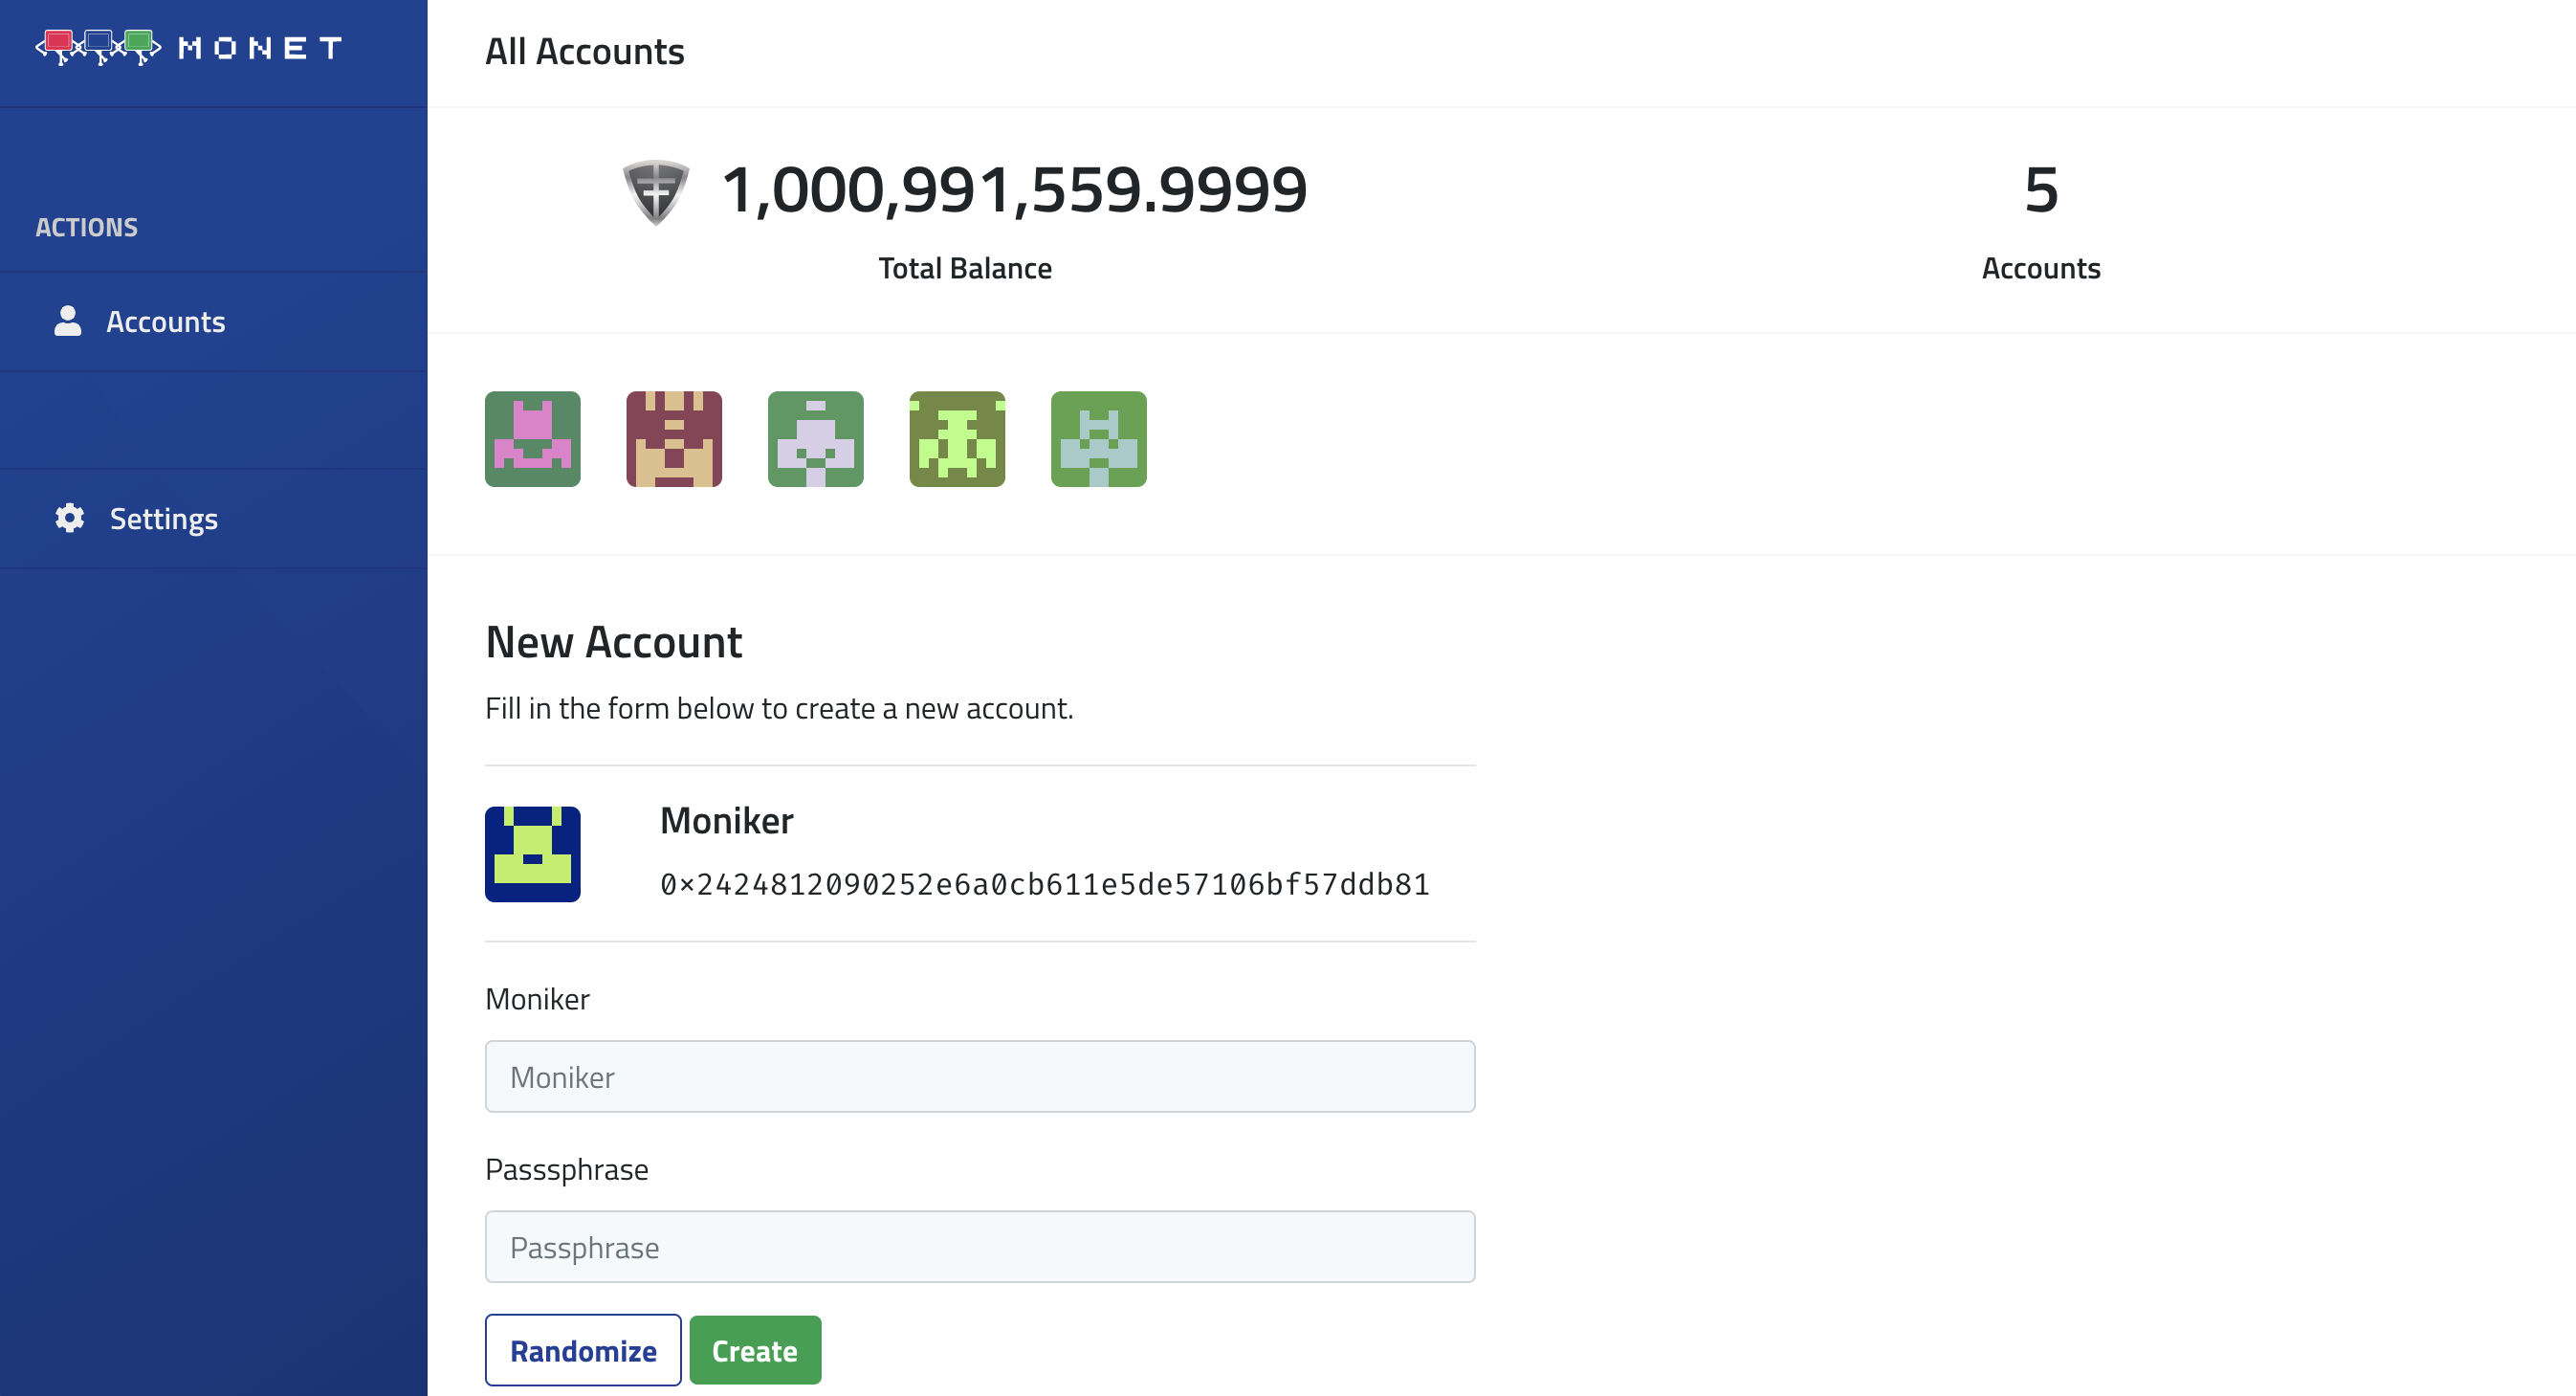 MONET
All Accounts
1,000,991,559.9999
5
Total Balance
Accounts
ACTIONS
Accounts
Settings
New Account
Fill in the form below to create a new account.
Moniker
0×2424812090252e6a0cb611e5de57106bf57ddb81
Moniker
Moniker
Passsphrase
Passphrase
Randomize
Create